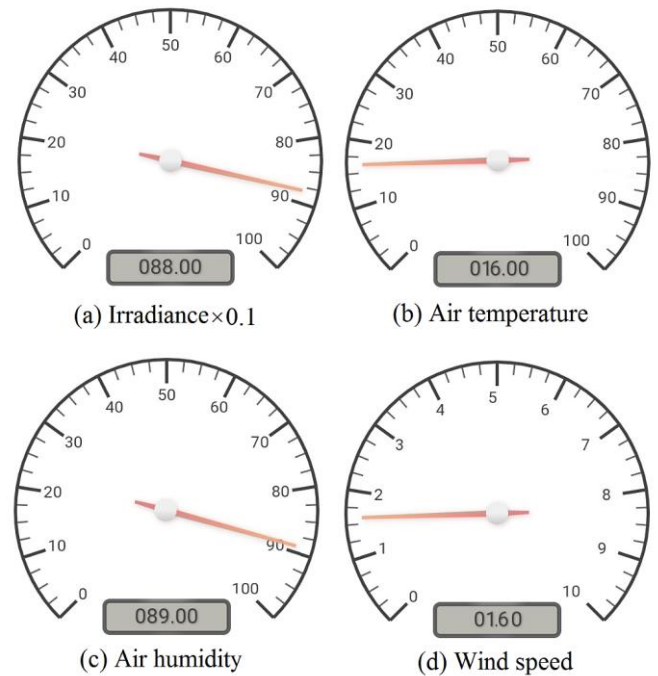 0 10 20 30 40 50 60 70 80 90 100
088.00
(a) Irradiance×0.1
0 10 20 30 40 50 60 70 80 90 100
016.00
(b) Air temperature
0 10 20 30 40 50 60 70 80 90 100
089.00
(c) Air humidity
0 1 2 3 4 5 6 7 8 9 10
01.60
(d) Wind speed